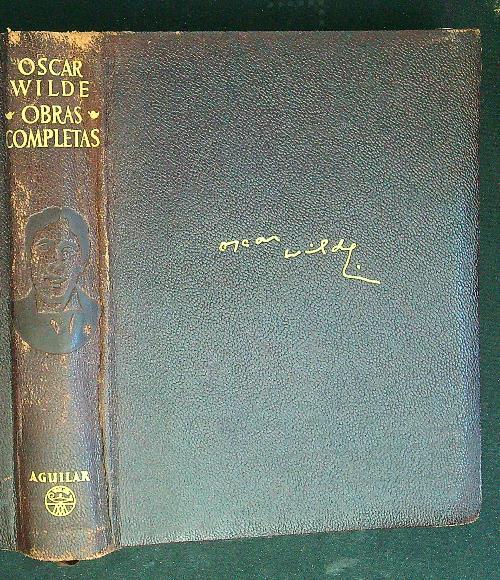 OSCAR
WILDE
OBRAS
COMPLETAS
AGUILAR
oscar wilde